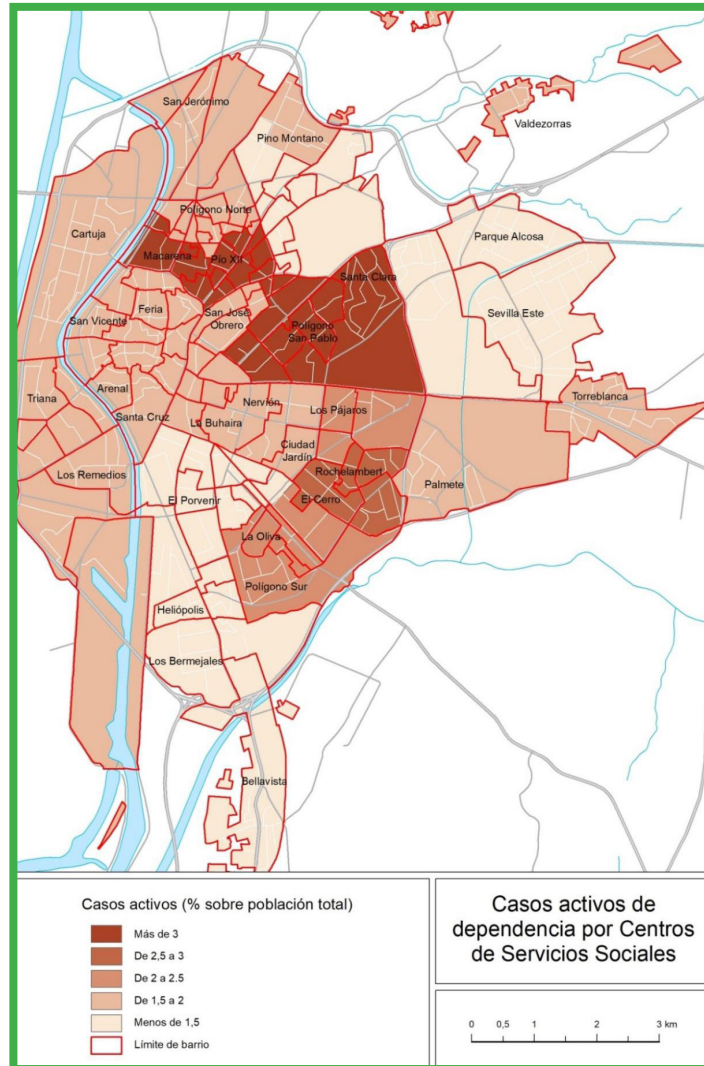 San Jerónimo
Pino Montano
Valdezorras
Polígono Norte
Cartuja
Parque Alcosa
Macarena
Pío XII
Santa Clara
Feria
San José
Obrero
Sevilla Este
San Vicente
Polígono
San Pablo
Triana
Arenal
Nervión
Torreblanca
Santa Cruz
La Buhaira
Los Pájaros
Ciudad
Jardín
Los Remedios
Rochelambert
Palmete
El Porvenir
El Cerro
La Oliva
Polígono Sur
Heliópolis
Los Bermejales
Bellavista
Casos activos (% sobre población total)
Más de 3
De 2,5 a 3
De 2 a 2.5
De 1,5 a 2
Menos de 1,5
Límite de barrio
Casos activos de
dependencia por Centros
de Servicios Sociales
0 0,5 1 2 3 km